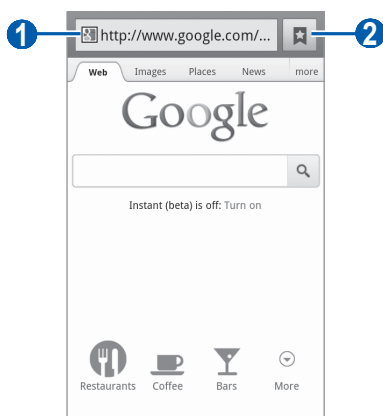 1 http://www.google.com/... 2
Web Images Places News more
Google
Instant (beta) is off: Turn on
Restaurants Coffee Bars More